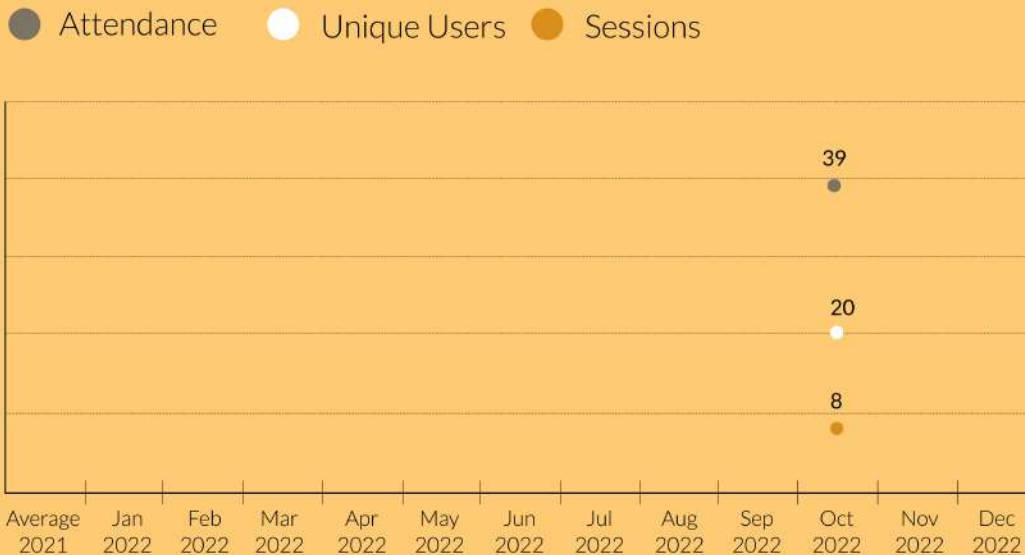 Attendance Unique Users Sessions
39
20
8
Average Jan Feb Mar Apr May Jun Jul Aug Sep Oct Nov Dec
2021 2022 2022 2022 2022 2022 2022 2022 2022 2022 2022 2022 2022